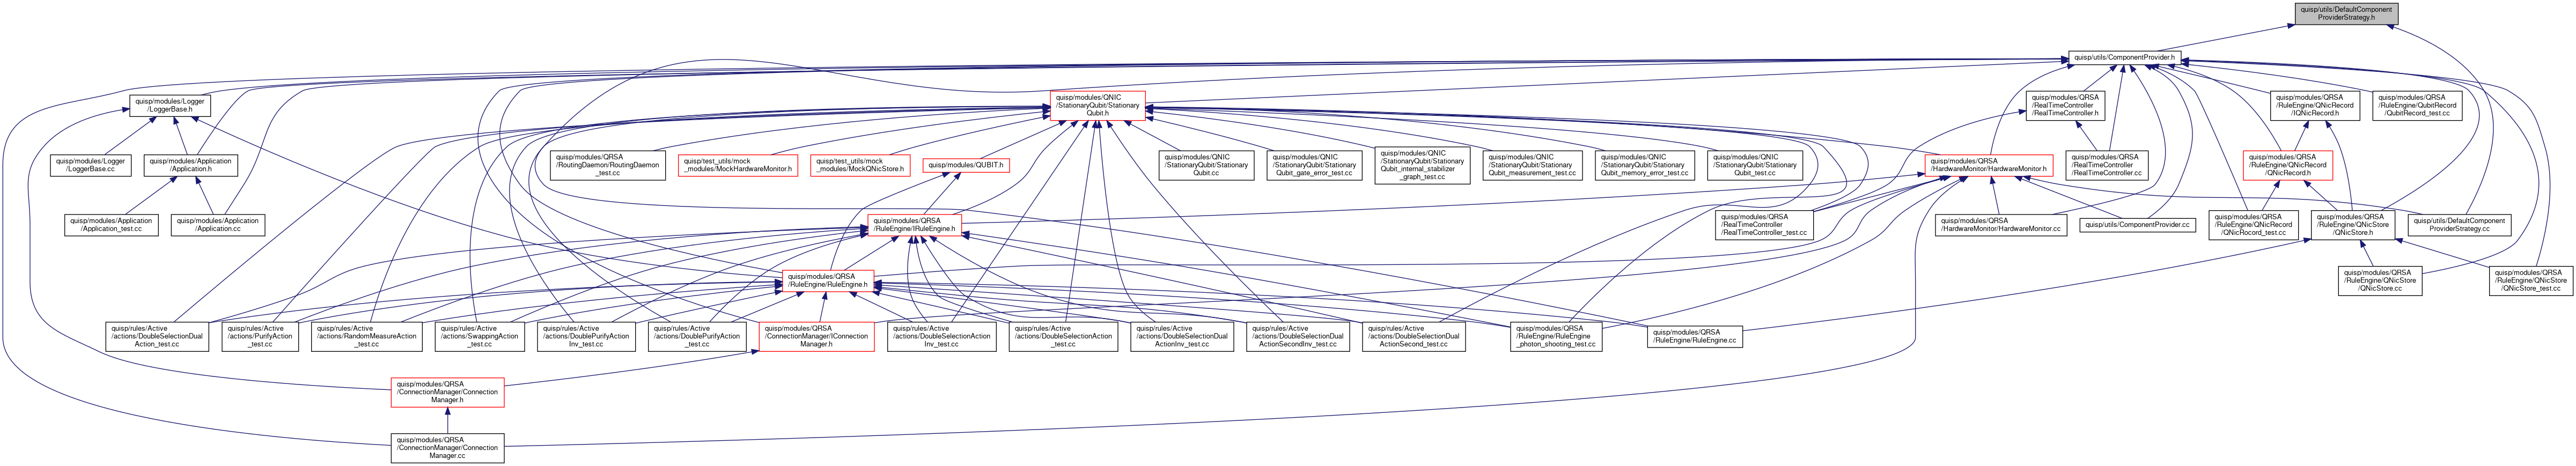 quisp/utils/DefaultComponent
ProviderStrategy.h
quisp/utils/ComponentProvider.h
quisp/modules/Logger
/LoggerBase.h
quisp/modules/QNIC
/StationaryQubit/Stationary
Qubit.h
quisp/modules/QRSA
/RealTimeController
/RealTimeController.h
quisp/modules/QRSA
/RuleEngine/QNicRecord
/IQNicRecord.h
quisp/modules/QRSA
/RuleEngine/QubitRecord
/QubitRecord_test.cc
quisp/modules/Logger
/LoggerBase.cc
quisp/modules/Application
/Application.h
quisp/modules/QRSA
/RoutingDaemon/RoutingDaemon
_test.cc
quisp/test_utils/mock
_modules/MockHardwareMonitor.h
quisp/test_utils/mock
_modules/MockQNicStore.h
quisp/modules/QUBIT.h
quisp/modules/QNIC
/StationaryQubit/Stationary
Qubit.cc
quisp/modules/QNIC
/StationaryQubit/Stationary
Qubit_gate_error_test.cc
quisp/modules/QNIC
/StationaryQubit/Stationary
Qubit_internal_stabilizer
_graph_test.cc
quisp/modules/QNIC
/StationaryQubit/Stationary
Qubit_measurement_test.cc
quisp/modules/QNIC
/StationaryQubit/Stationary
Qubit_memory_error_test.cc
quisp/modules/QNIC
/StationaryQubit/Stationary
Qubit_test.cc
quisp/modules/QRSA
/HardwareMonitor/HardwareMonitor.h
quisp/modules/QRSA
/RealTimeController
/RealTimeController.cc
quisp/modules/QRSA
/RuleEngine/QNicRecord
/QNicRecord.h
quisp/modules/Application
/Application_test.cc
quisp/modules/Application
/Application.cc
quisp/modules/QRSA
/RuleEngine/IRuleEngine.h
quisp/modules/QRSA
/RealTimeController
/RealTimeController_test.cc
quisp/modules/QRSA
/HardwareMonitor/HardwareMonitor.cc
quisp/utils/ComponentProvider.cc
quisp/modules/QRSA
/RuleEngine/QNicRecord
/QNicRecord_test.cc
quisp/modules/QRSA
/RuleEngine/QNicStore
/QNicStore.h
quisp/utils/DefaultComponent
ProviderStrategy.cc
quisp/modules/QRSA
/RuleEngine/RuleEngine.h
quisp/modules/QRSA
/RuleEngine/QNicStore
/QNicStore.cc
quisp/modules/QRSA
/RuleEngine/QNicStore
/QNicStore_test.cc
quisp/rules/Active
/actions/DoubleSelectionDual
Action_test.cc
quisp/rules/Active
/actions/PurifyAction
_test.cc
quisp/rules/Active
/actions/RandomMeasureAction
_test.cc
quisp/rules/Active
/actions/SwappingAction
_test.cc
quisp/rules/Active
/actions/DoublePurifyAction
Inv_test.cc
quisp/rules/Active
/actions/DoublePurifyAction
_test.cc
quisp/modules/QRSA
/ConnectionManager/IConnection
Manager.h
quisp/rules/Active
/actions/DoubleSelectionAction
Inv_test.cc
quisp/rules/Active
/actions/DoubleSelectionAction
_test.cc
quisp/rules/Active
/actions/DoubleSelectionDual
ActionInv_test.cc
quisp/rules/Active
/actions/DoubleSelectionDual
ActionSecondInv_test.cc
quisp/rules/Active
/actions/DoubleSelectionDual
ActionSecond_test.cc
quisp/modules/QRSA
/RuleEngine/RuleEngine
_photon_shooting_test.cc
quisp/modules/QRSA
/RuleEngine/RuleEngine.cc
quisp/modules/QRSA
/ConnectionManager/Connection
Manager.h
quisp/modules/QRSA
/ConnectionManager/Connection
Manager.cc